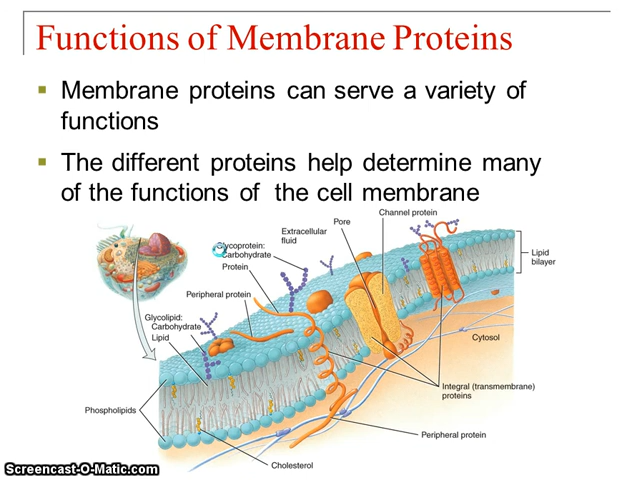 Functions of Membrane Proteins
▪ Membrane proteins can serve a variety of
functions
▪ The different proteins help determine many
of the functions of the cell membrane
Channel protein
Pore
Extracellular
fluid
Glycoprotein:
Carbohydrate
Protein
Lipid
bilayer
Peripheral protein
Glycolipid:
Carbohydrate
Lipid
Cytosol
Integral (transmembrane)
proteins
Phospholipids
Peripheral protein
Cholesterol
Screencast-O-Matic.com